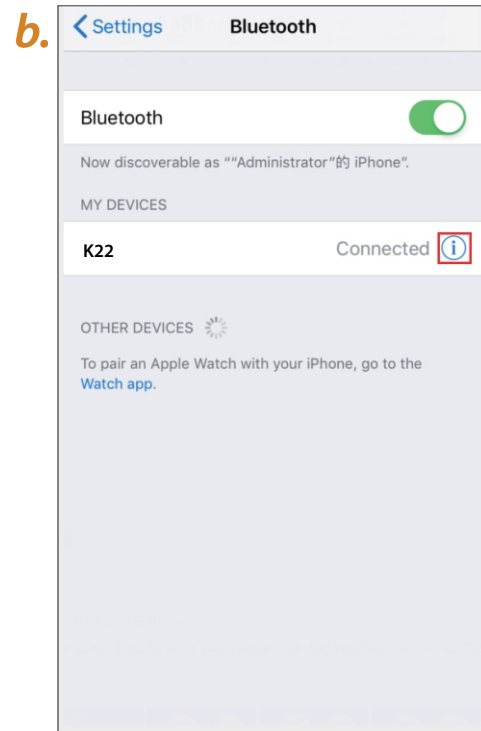 b.
Settings
Bluetooth
Bluetooth
Now discoverable as ““Administrator”的 iPhone”.
MY DEVICES
K22 Connected i
OTHER DEVICES
To pair an Apple Watch with your iPhone, go to the
Watch app.